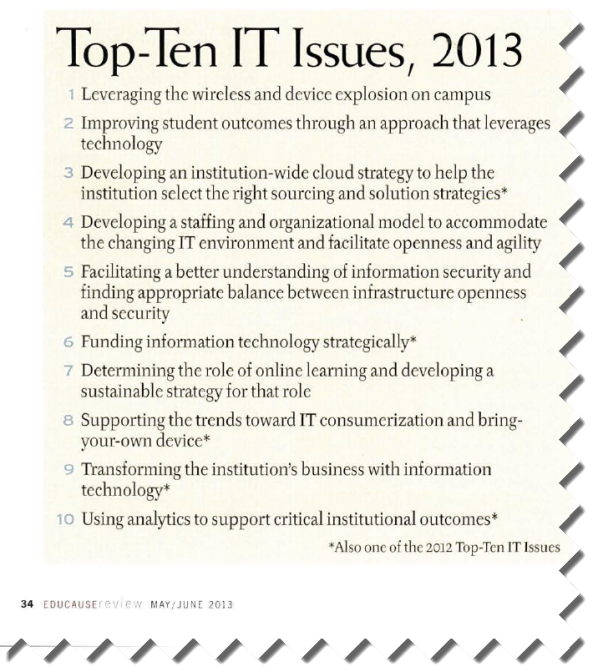 Top-Ten IT Issues, 2013
1 Leveraging the wireless and device explosion on campus
2 Improving student outcomes through an approach that leverages
technology
3 Developing an institution-wide cloud strategy to help the
institution select the right sourcing and solution strategies*
4 Developing a staffing and organizational model to accommodate
the changing IT environment and facilitate openness and agility
5 Facilitating a better understanding of information security and
finding appropriate balance between infrastructure openness
and security
6 Funding information technology strategically*
7 Determining the role of online learning and developing a
sustainable strategy for that role
8 Supporting the trends toward IT consumerization and bring-
your-own device*
9 Transforming the institution's business with information
technology*
10 Using analytics to support critical institutional outcomes*
*Also one of the 2012 Top-Ten IT Issues
34 EDUCAUSEreview MAY/JUNE 2013